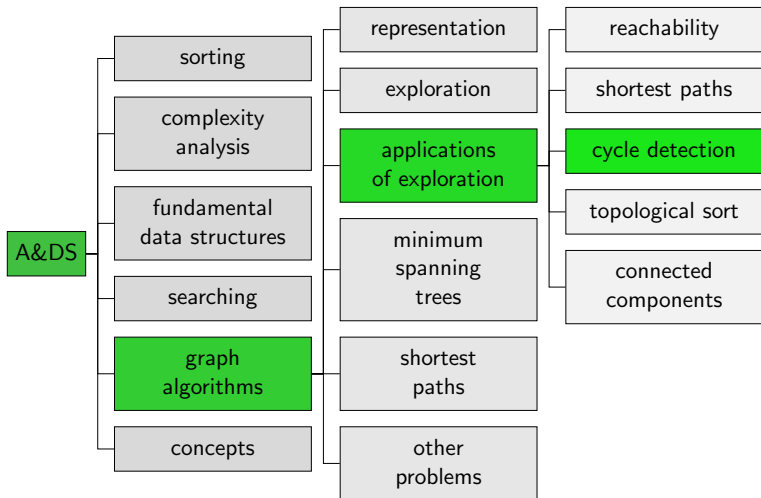 A&DS
sorting
complexity
analysis
fundamental
data structures
searching
graph
algorithms
concepts
representation
exploration
applications
of exploration
minimum
spanning
trees
shortest
paths
other
problems
reachability
shortest paths
cycle detection
topological sort
connected
components